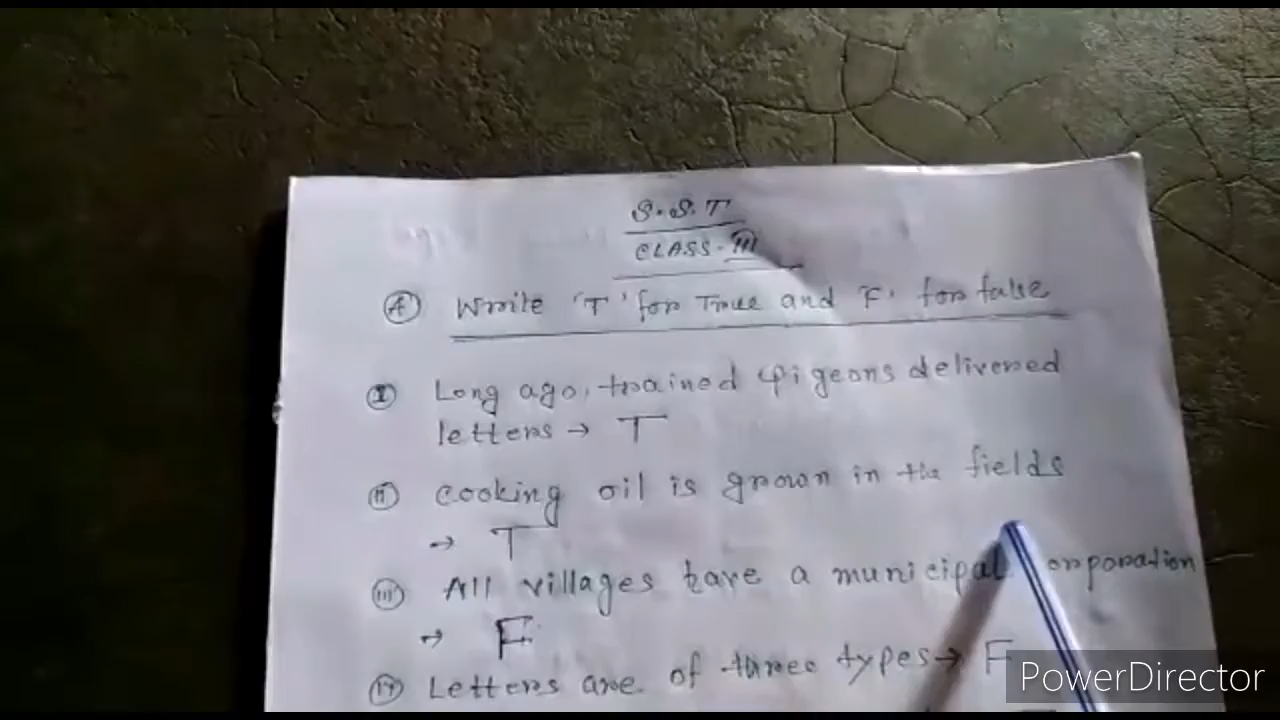 S.S.T
CLASS-III
(A) Write 'T' for True and 'F' for false
(I) Long ago, trained pigeons delivered
letters → T
(II) Cooking oil is grown in the fields
→ T
(III) All villages have a municipal corporation
→ F
(IV) Letters are of three types → F
PowerDirector